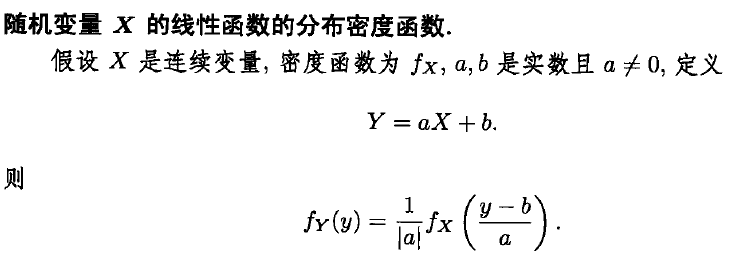 随机变量 X 的线性函数的分布密度函数.
假设 X 是连续变量, 密度函数为 f_X, a, b 是实数且 a ≠ 0, 定义
Y = aX + b.
则
f_Y(y) = \frac{1}{|a|} f_X \left( \frac{y - b}{a} \right).